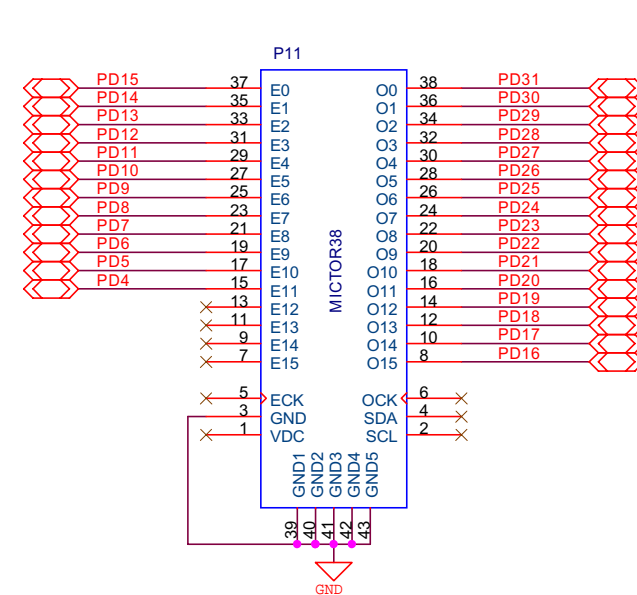 P11
PD15 37 E0 O0 38 PD31
PD14 35 E1 O1 36 PD30
PD13 33 E2 O2 34 PD29
PD12 31 E3 O3 32 PD28
PD11 29 E4 O4 30 PD27
PD10 27 E5 O5 28 PD26
PD9 25 E6 O6 26 PD25
PD8 23 E7 O7 24 PD24
PD7 21 E8 O8 22 PD23
PD6 19 E9 O9 20 PD22
PD5 17 E10 O10 18 PD21
PD4 15 E11 O11 16 PD20
13 E12 O12 14 PD19
11 E13 O13 12 PD18
9 E14 O14 10 PD17
7 E15 O15 8 PD16
MICTOR38
5 ECK OCK 6
3 GND SDA 4
1 VDC SCL 2
GND1 GND2 GND3 GND4 GND5
39 40 41 42 43
GND